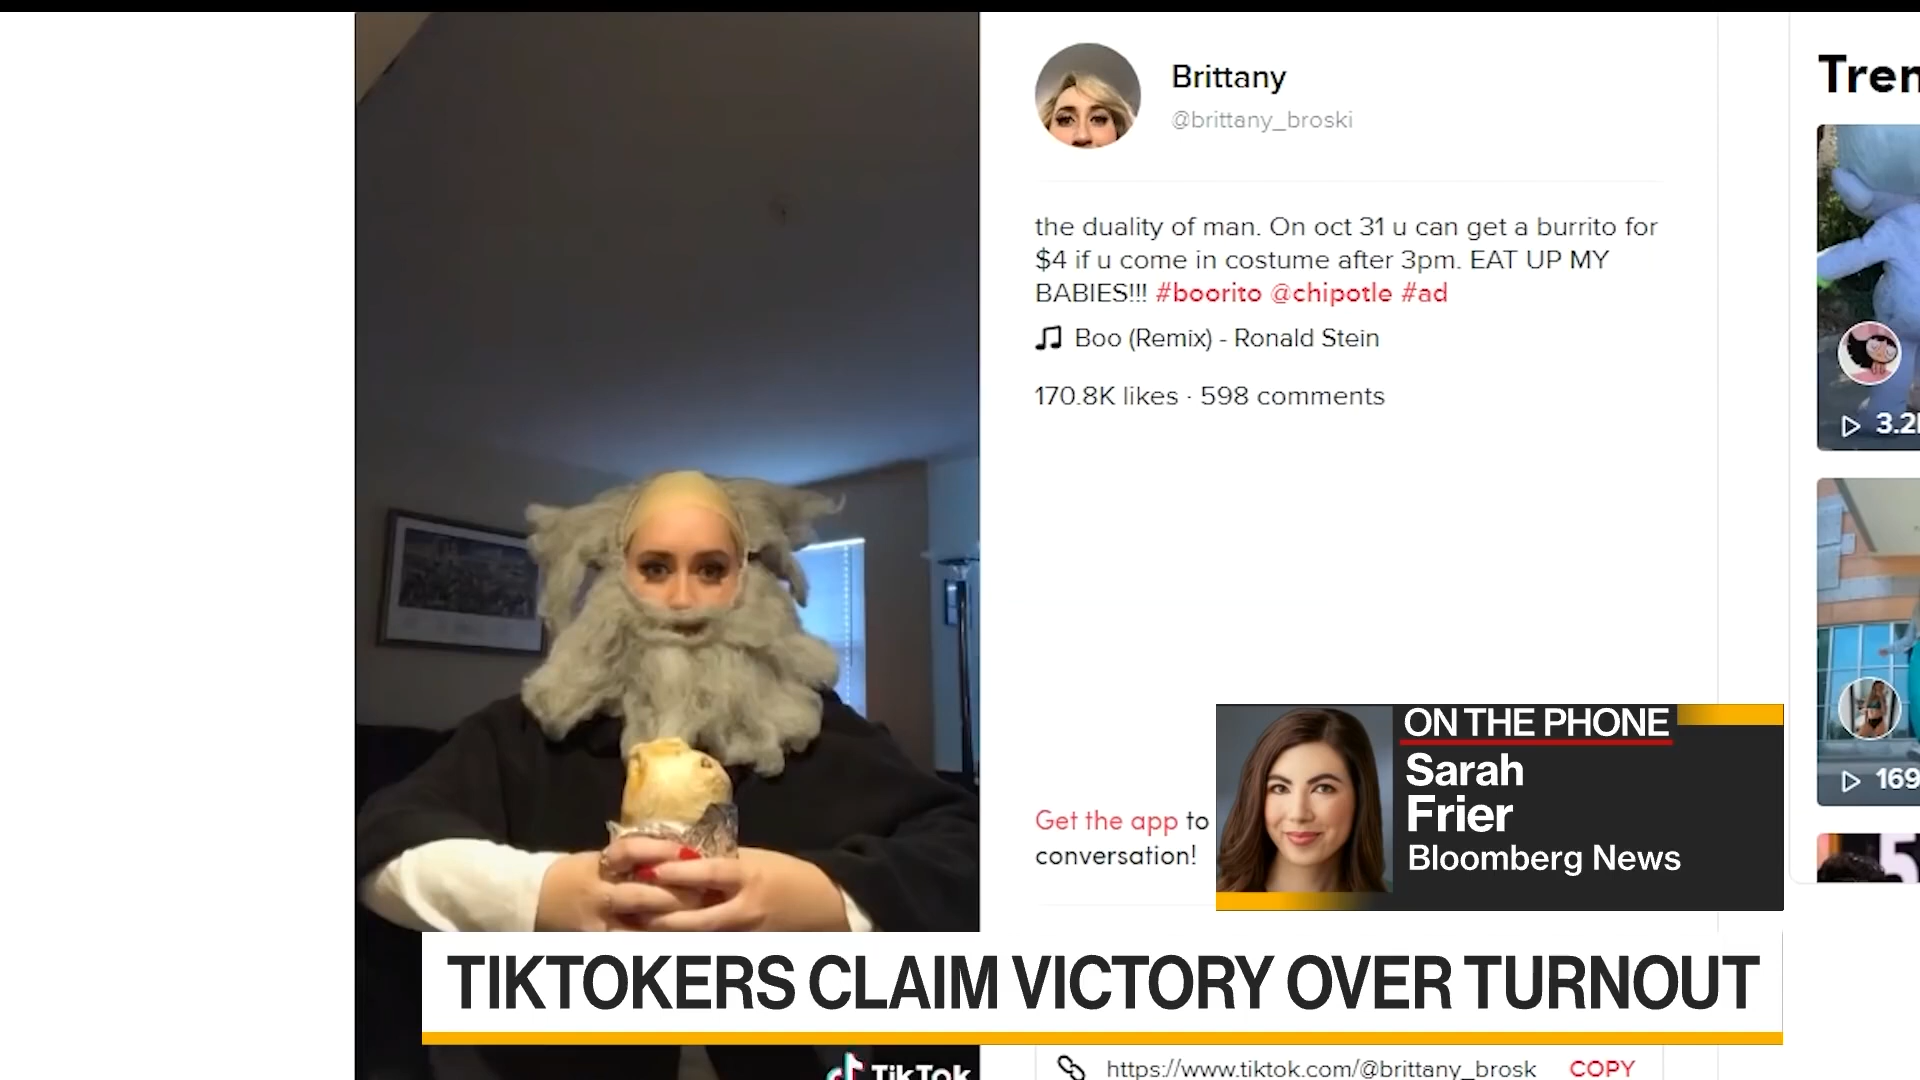 Brittany
@brittany_broski
the duality of man. On oct 31 u can get a burrito for
$4 if u come in costume after 3pm. EAT UP MY
BABIES!!! #boorito @chipotle #ad
Boo (Remix) - Ronald Stein
170.8K likes · 598 comments
Get the app to
conversation!
Tren
3.2
169
ON THE PHONE
Sarah
Frier
Bloomberg News
TIKTOKERS CLAIM VICTORY OVER TURNOUT
TikTok
https://www.tiktok.com/@brittany_brosk
COPY